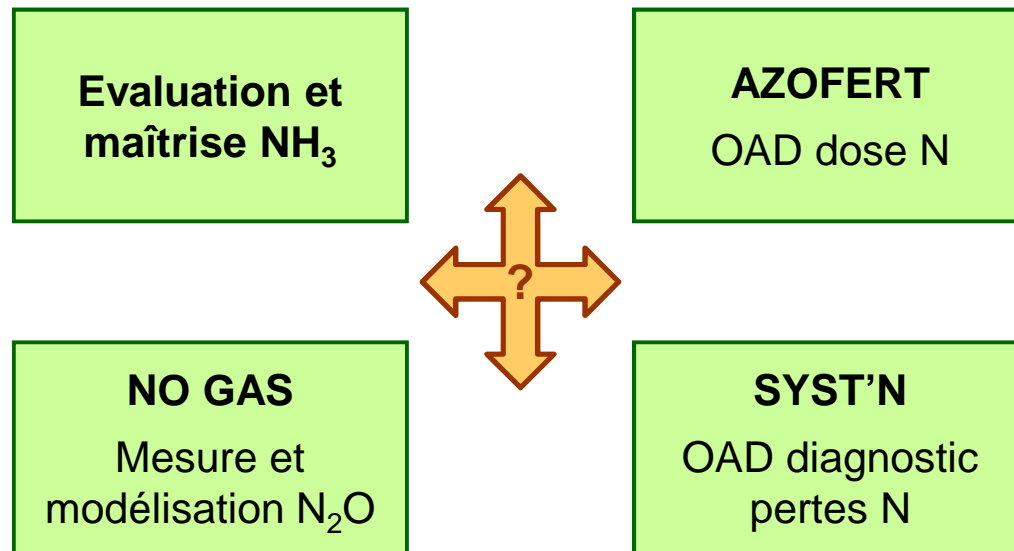 Evaluation et
maîtrise NH₃
AZOFERT
OAD dose N
?
NO GAS
Mesure et
modélisation N₂O
SYST’N
OAD diagnostic
pertes N